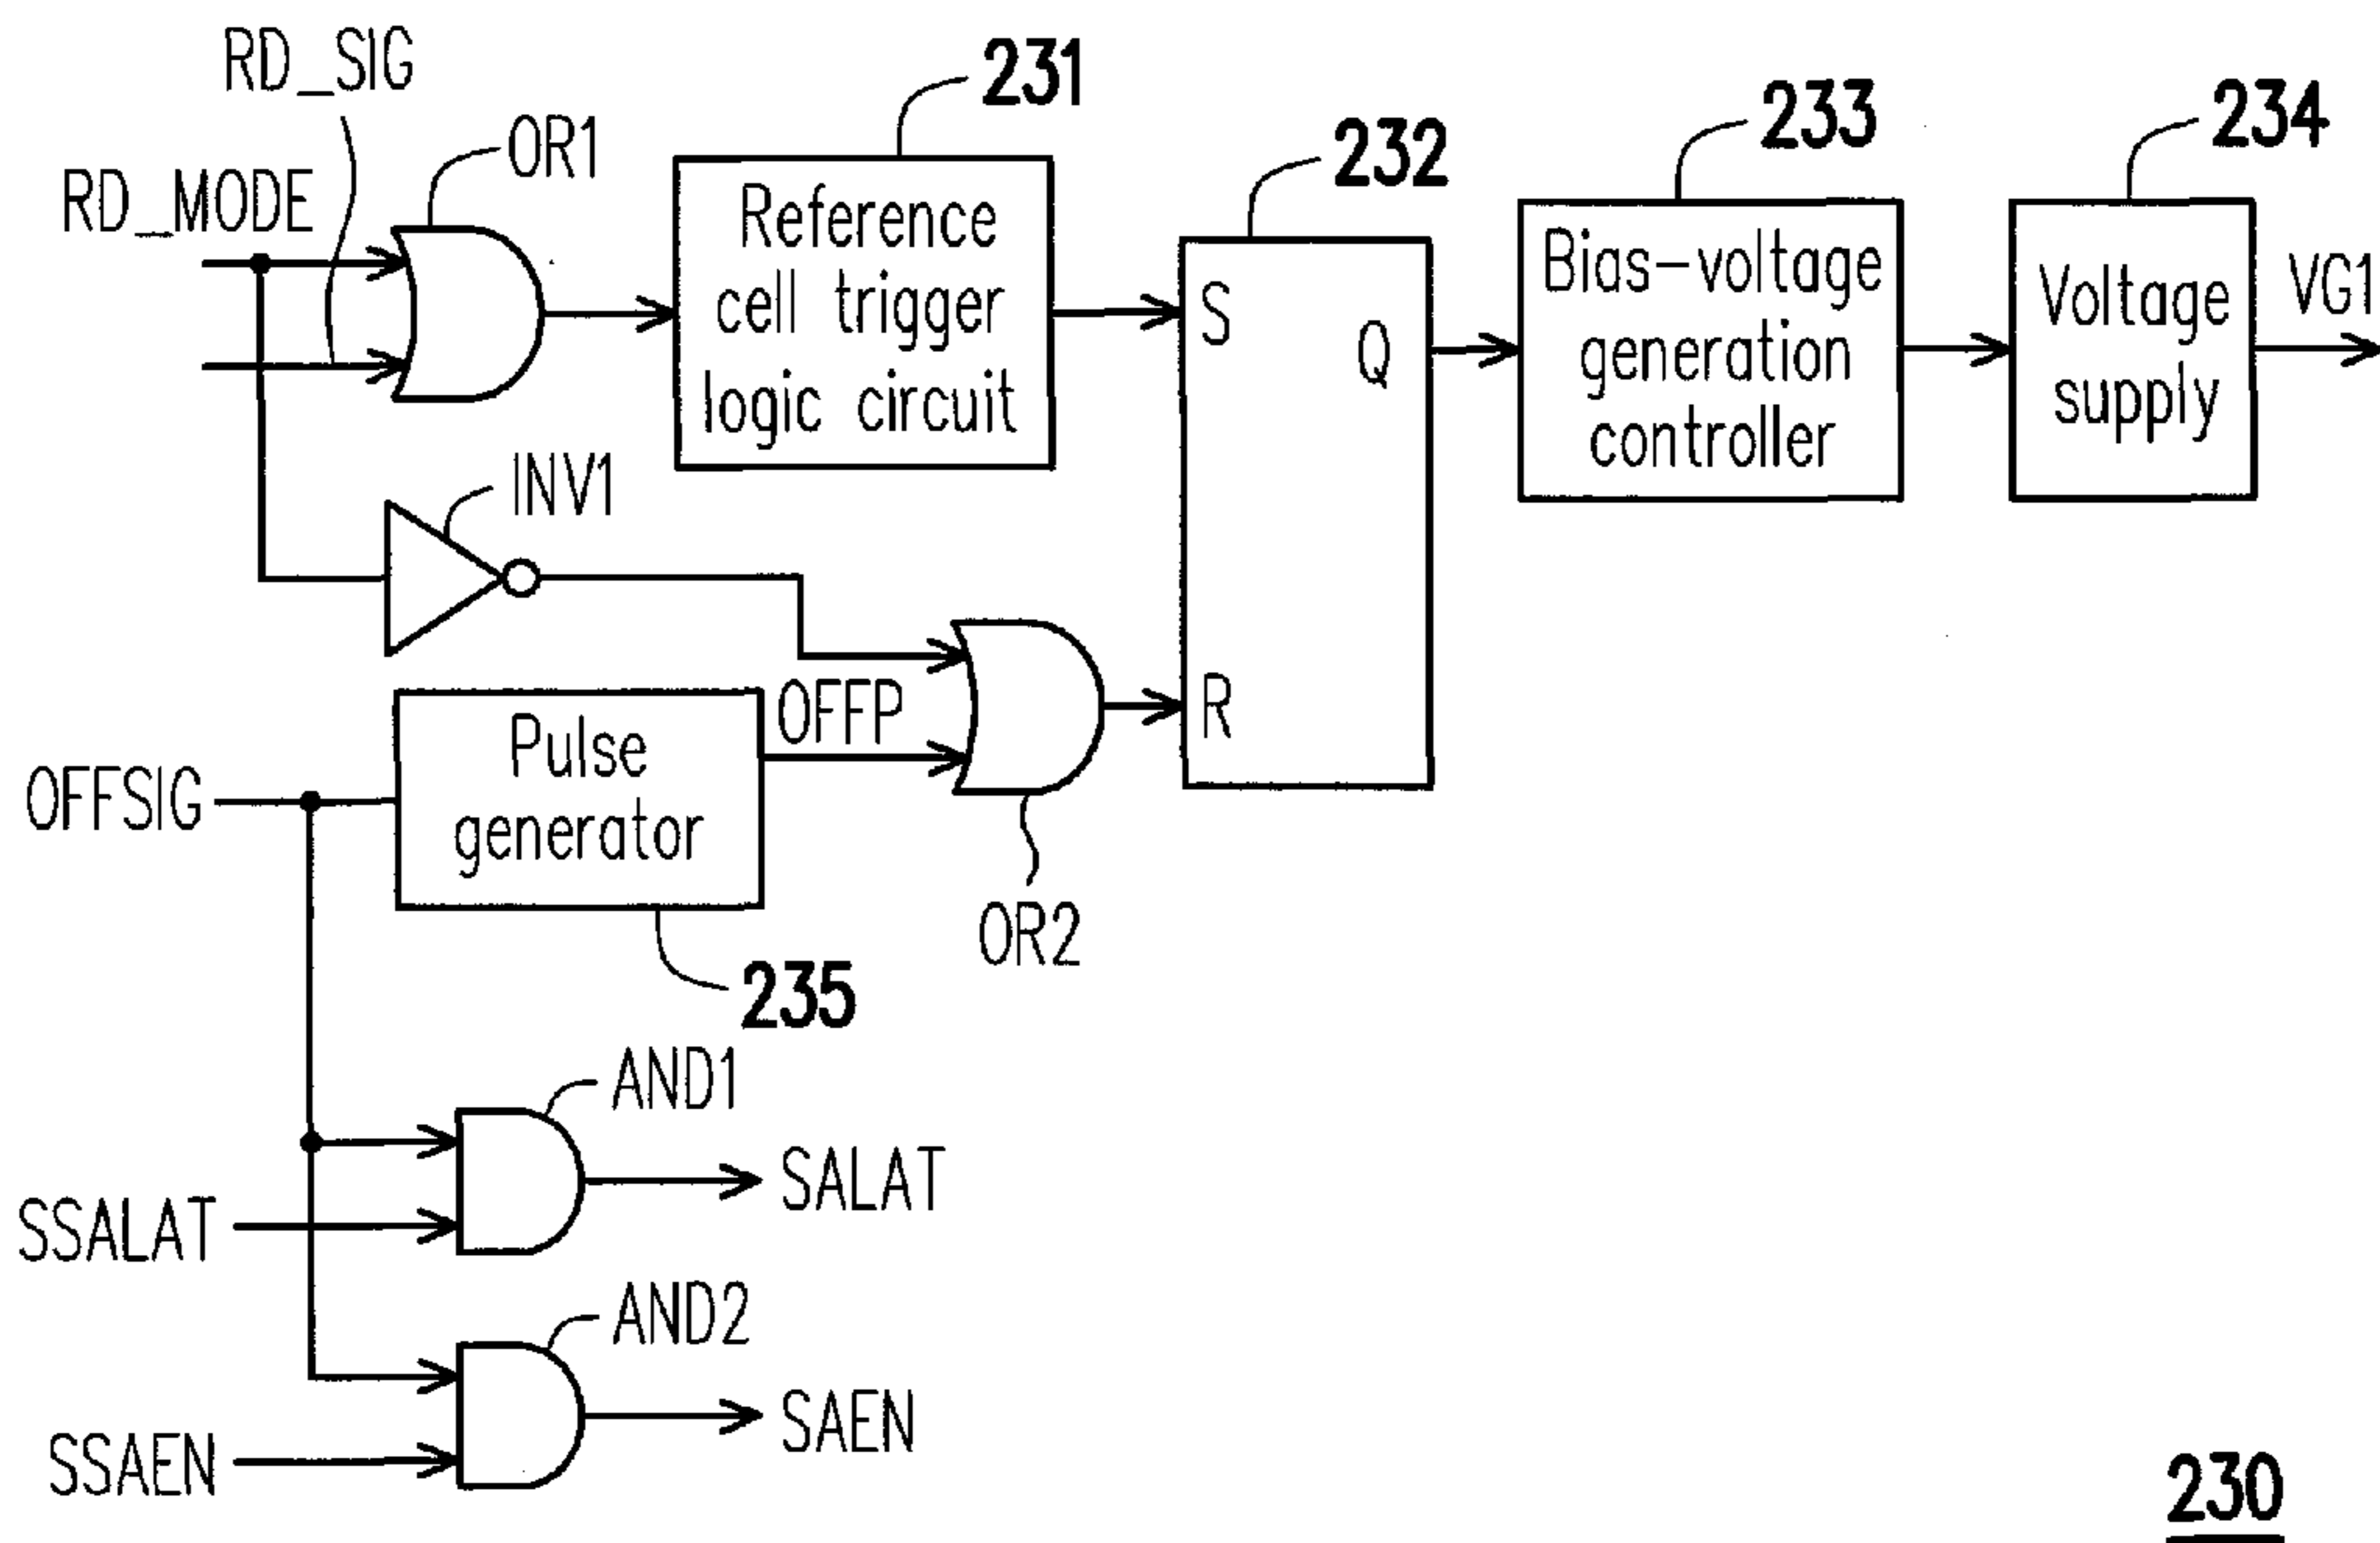 RD_SIG
RD_MODE
OR1
231
Reference
cell trigger
logic circuit
232
S
Q
R
233
Bias-voltage
generation
controller
234
Voltage
supply
VG1
INV1
OFFP
OR2
OFFSIG
Pulse
generator
235
AND1
SSALAT
SALAT
AND2
SSAEN
SAEN
230